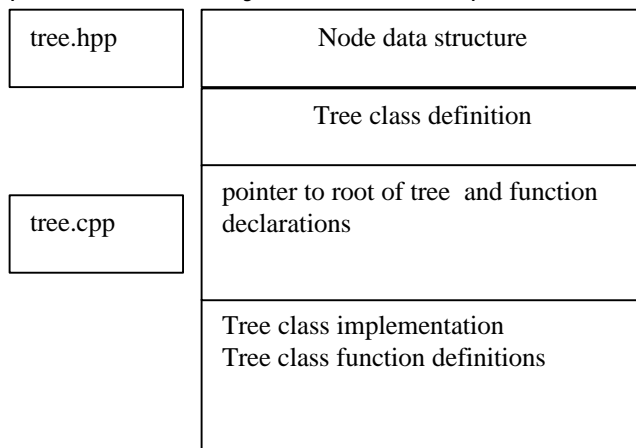 tree.hpp
Node data structure
Tree class definition
pointer to root of tree and function
declarations
tree.cpp
Tree class implementation
Tree class function definitions